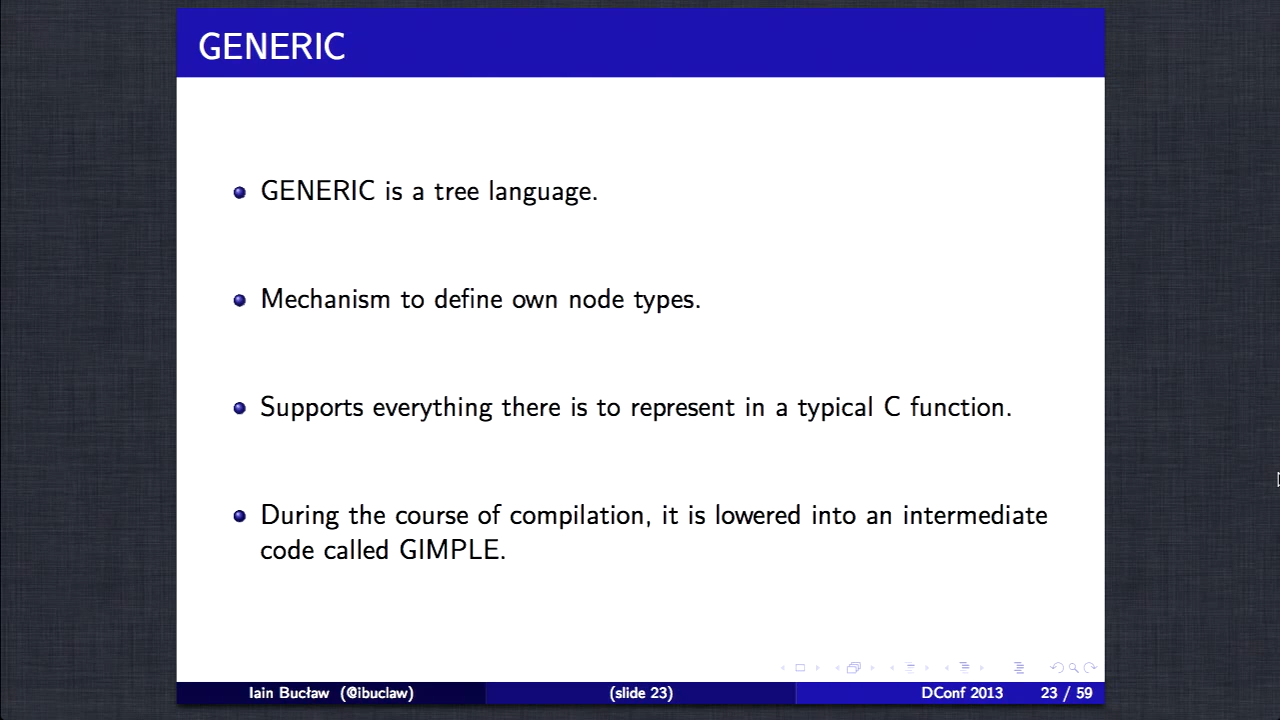 GENERIC
GENERIC is a tree language.
Mechanism to define own node types.
Supports everything there is to represent in a typical C function.
During the course of compilation, it is lowered into an intermediate
code called GIMPLE.
Iain Bucław (@ibuclaw) (slide 23) DConf 2013 23 / 59